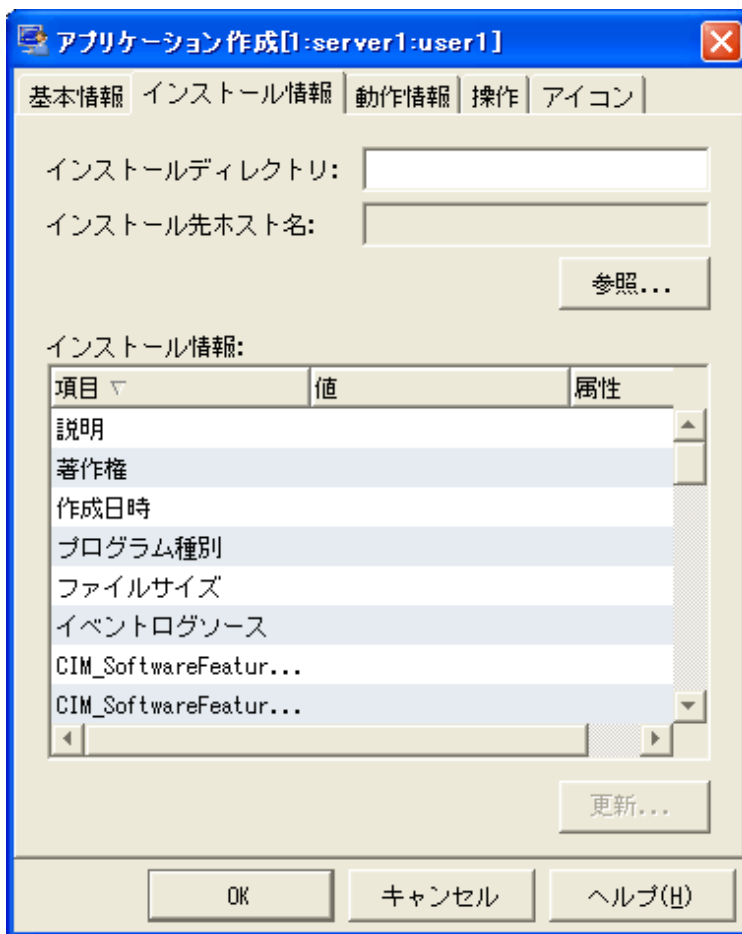 アプリケーション作成[1:server1:user1]
基本情報 インストール情報 動作情報 操作 アイコン
インストールディレクトリ:
インストール先ホスト名:
参照...
インストール情報:
項目 値 属性
説明
著作権
作成日時
プログラム種別
ファイルサイズ
イベントログソース
CIM_SoftwareFeatur...
CIM_SoftwareFeatur...
更新...
OK キャンセル ヘルプ(H)